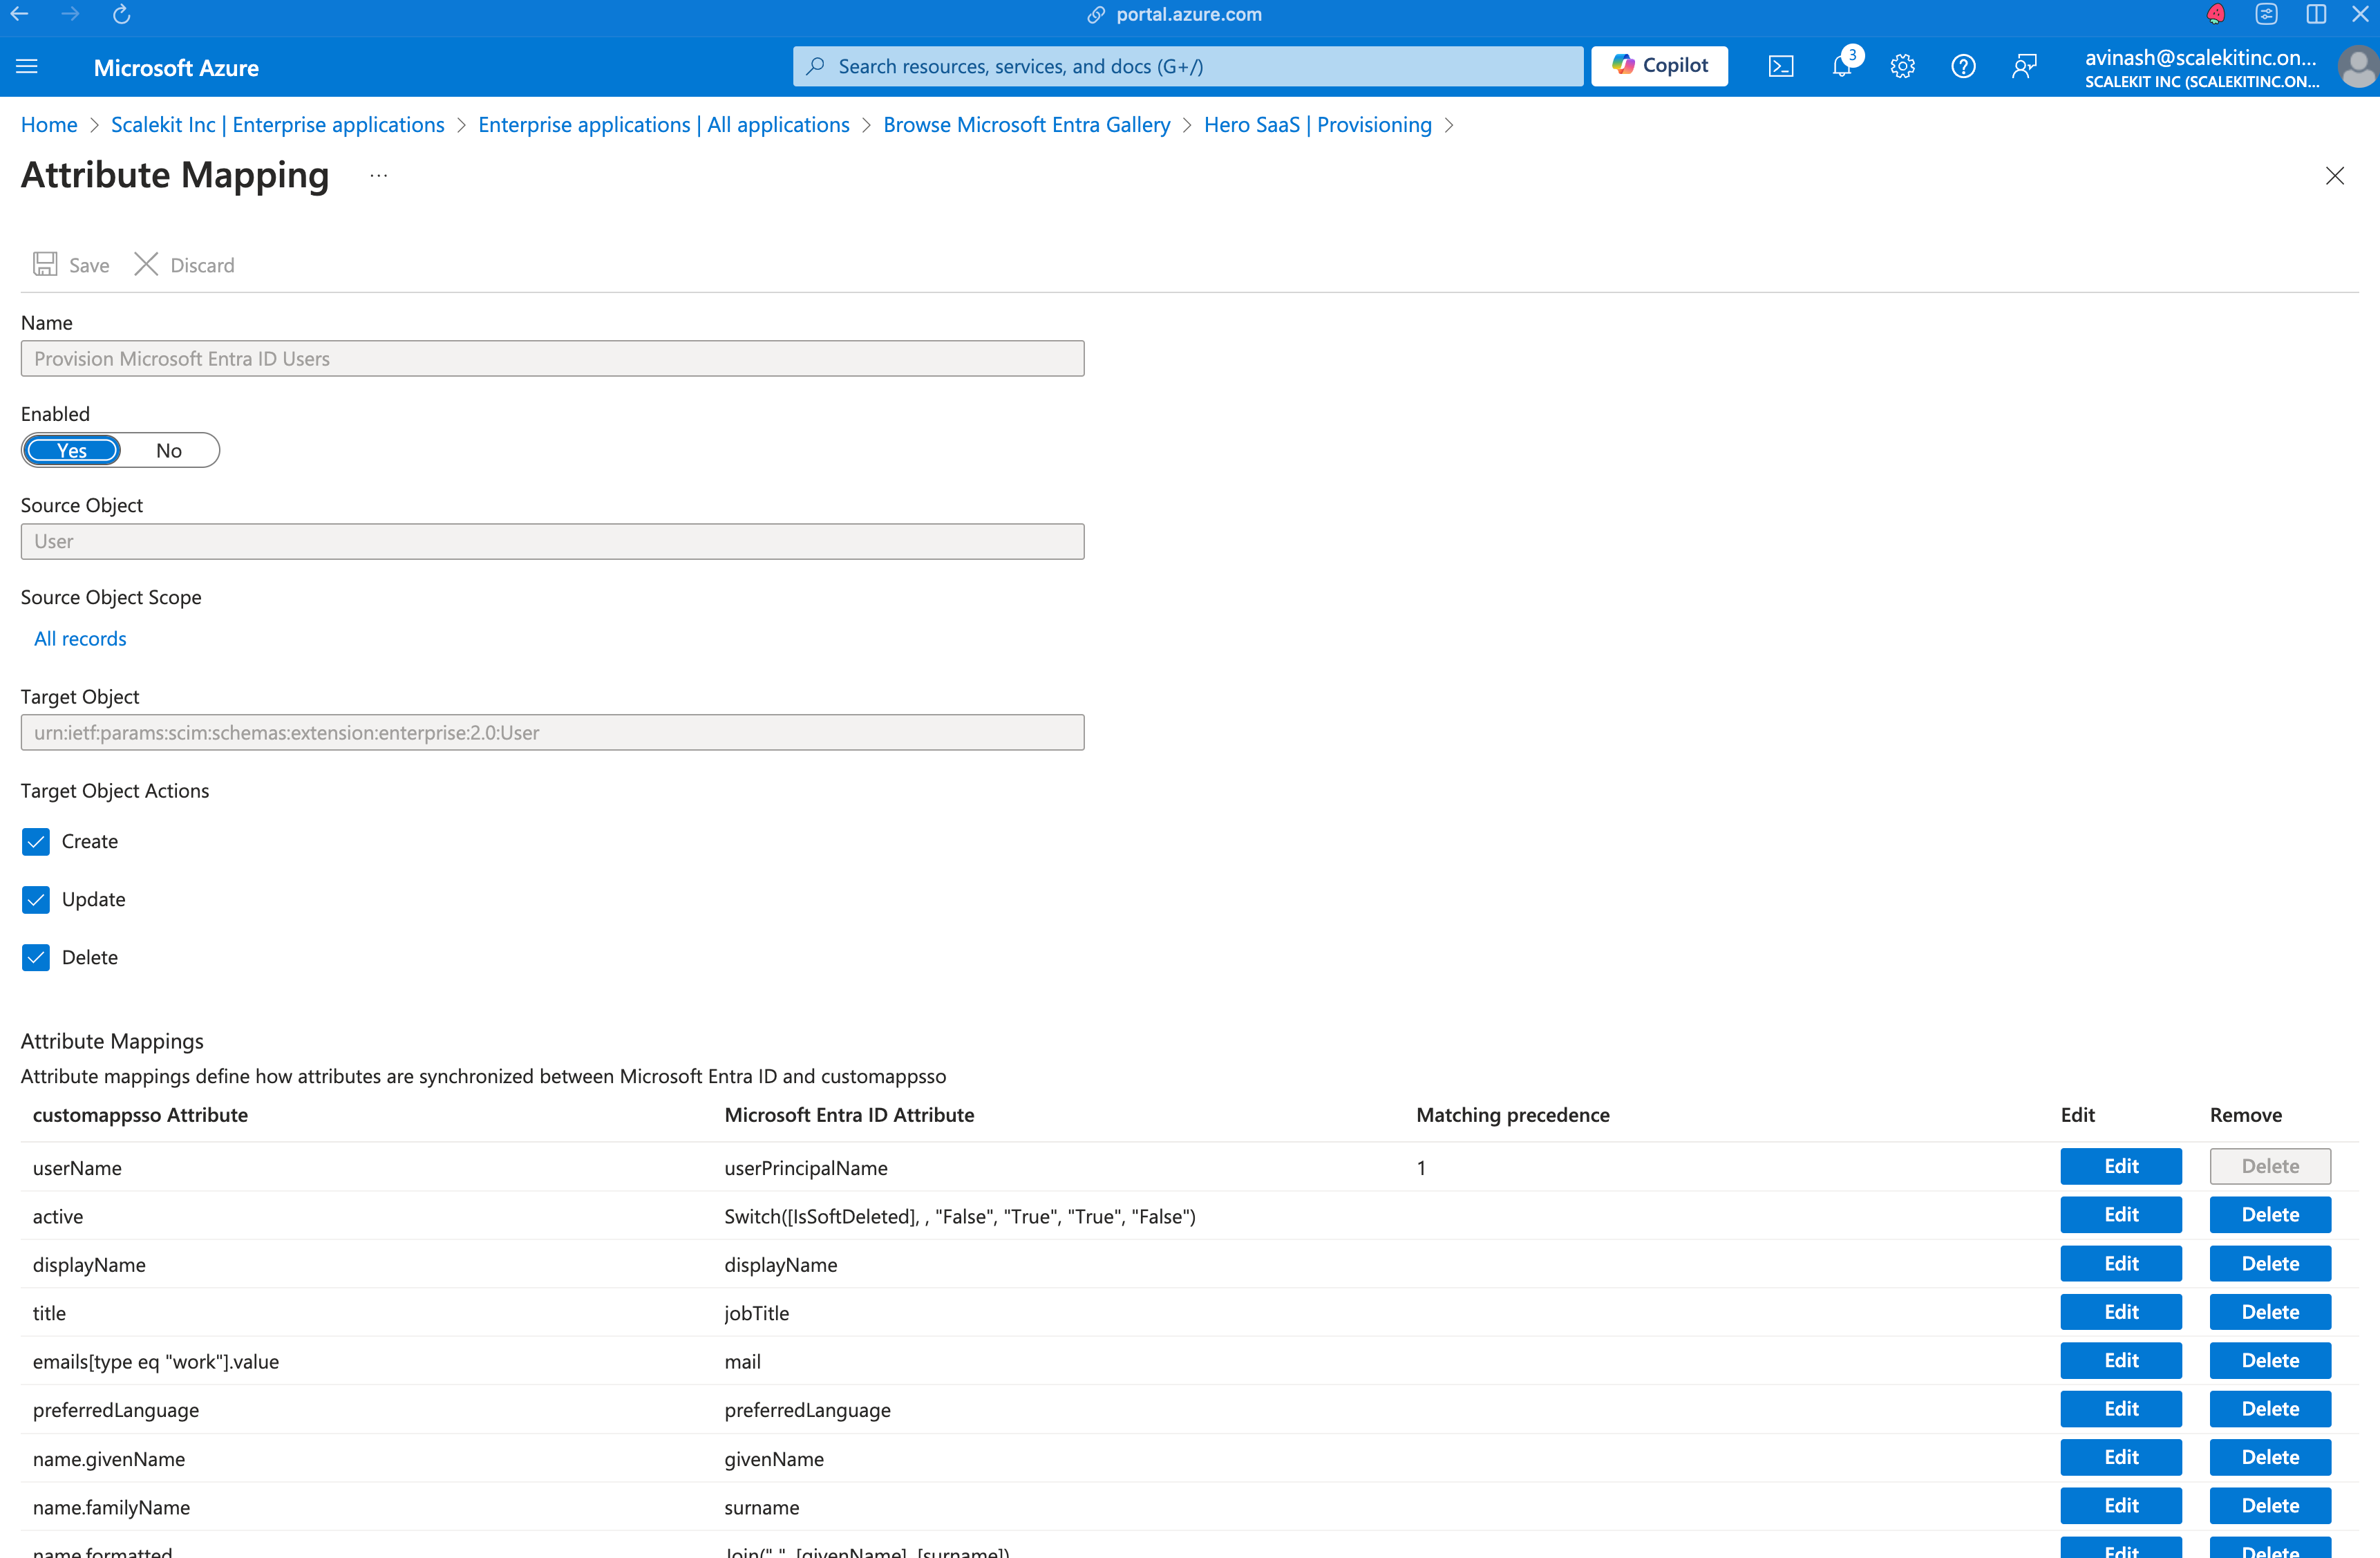 portal.azure.com
Microsoft Azure
Search resources, services, and docs (G+/)
Copilot
3
avinash@scalekitinc.on...
SCALEKIT INC (SCALEKITINC.ON...
Home > Scalekit Inc | Enterprise applications > Enterprise applications | All applications > Browse Microsoft Entra Gallery > Hero SaaS | Provisioning >
Attribute Mapping ...
Save Discard
Name
Provision Microsoft Entra ID Users
Enabled
Yes No
Source Object
User
Source Object Scope
All records
Target Object
urn:ietf:params:scim:schemas:extension:enterprise:2.0:User
Target Object Actions
Create
Update
Delete
Attribute Mappings
Attribute mappings define how attributes are synchronized between Microsoft Entra ID and customappsso
customappsso Attribute Microsoft Entra ID Attribute Matching precedence Edit Remove
userName userPrincipalName 1 Edit Delete
active Switch([IsSoftDeleted], , "False", "True", "True", "False") Edit Delete
displayName displayName Edit Delete
title jobTitle Edit Delete
emails[type eq "work"].value mail Edit Delete
preferredLanguage preferredLanguage Edit Delete
name.givenName givenName Edit Delete
name.familyName surname Edit Delete
name.formatted Join(" ", [givenName], [surname]) Edit Delete